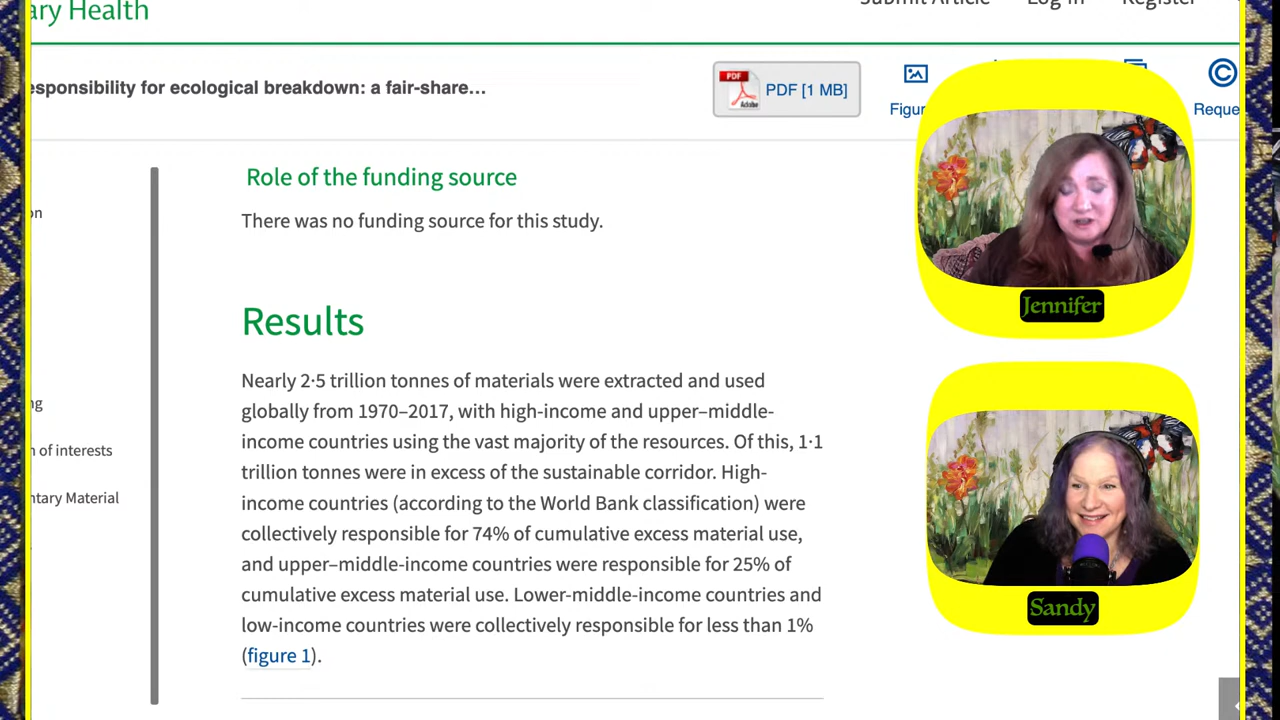 ary Health
Submit Article Log in Register
esponsibility for ecological breakdown: a fair-share…
PDF
Adobe
PDF [1 MB]
Figur
Reque
on
ng
n of interests
ntary Material
Role of the funding source
There was no funding source for this study.
Results
Nearly 2·5 trillion tonnes of materials were extracted and used
globally from 1970–2017, with high-income and upper–middle-
income countries using the vast majority of the resources. Of this, 1·1
trillion tonnes were in excess of the sustainable corridor. High-
income countries (according to the World Bank classification) were
collectively responsible for 74% of cumulative excess material use,
and upper–middle-income countries were responsible for 25% of
cumulative excess material use. Lower-middle-income countries and
low-income countries were collectively responsible for less than 1%
(figure 1).
Jennifer
Sandy